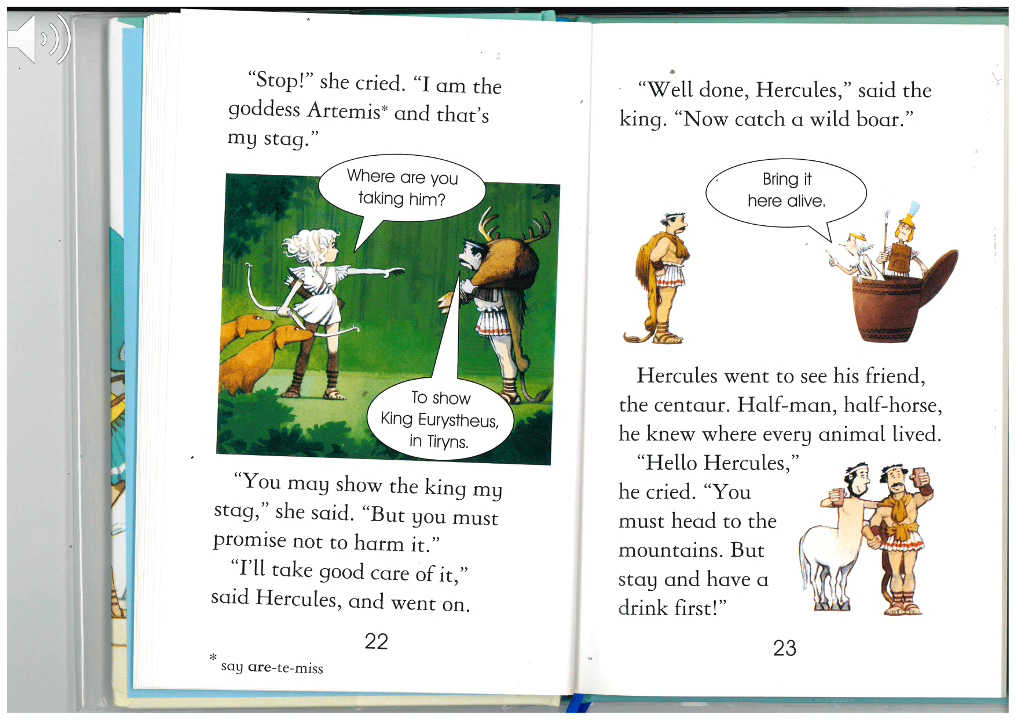 “Stop!” she cried. “I am the
goddess Artemis* and that’s
my stag.”
Where are you
taking him?
To show
King Eurystheus,
in Tiryns.
“You may show the king my
stag,” she said. “But you must
promise not to harm it.”
“I’ll take good care of it,”
said Hercules, and went on.
22
* say are-te-miss
“Well done, Hercules,” said the
king. “Now catch a wild boar.”
Bring it
here alive.
Hercules went to see his friend,
the centaur. Half-man, half-horse,
he knew where every animal lived.
“Hello Hercules,”
he cried. “You
must head to the
mountains. But
stay and have a
drink first!”
23